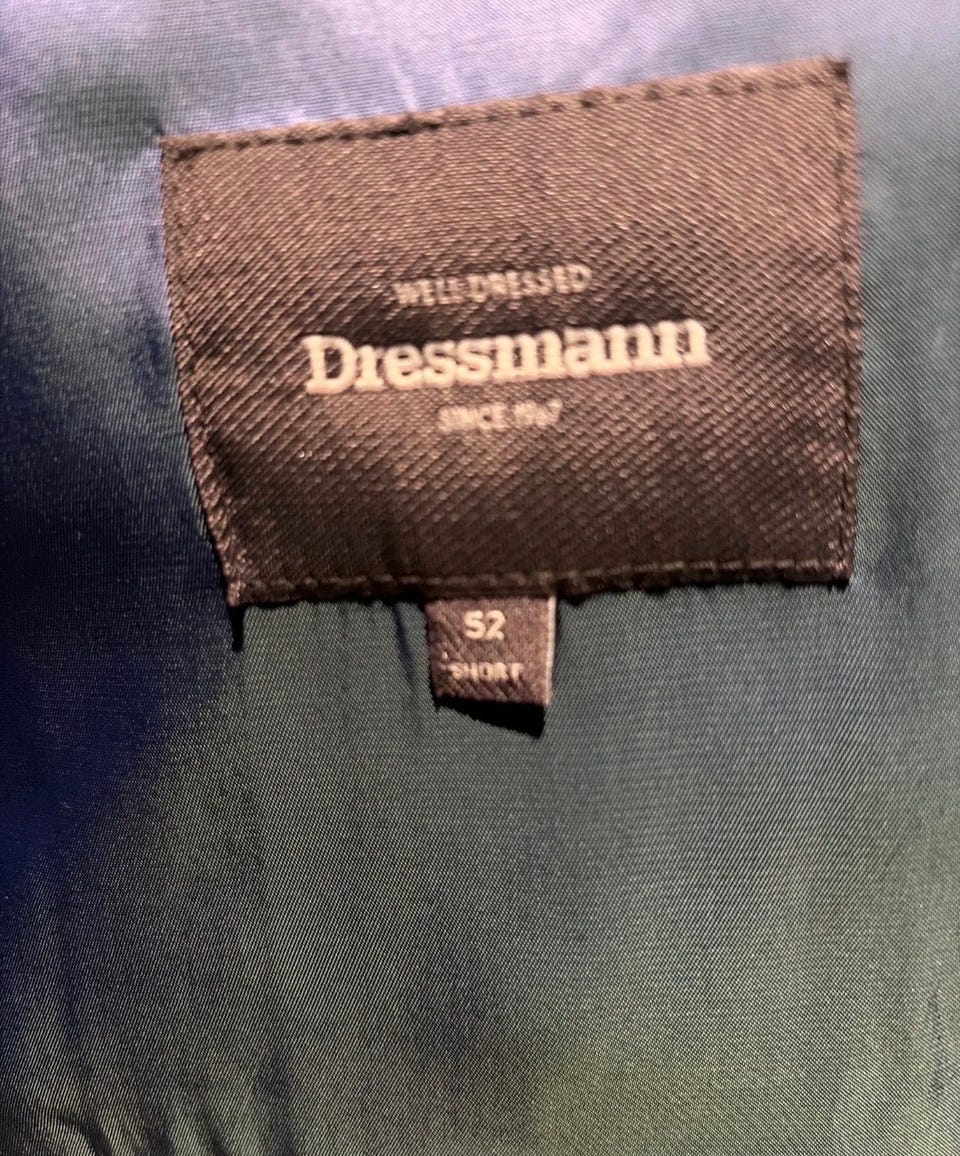 WELL DRESSED
Dressmann
SINCE 1967
52
SHORT